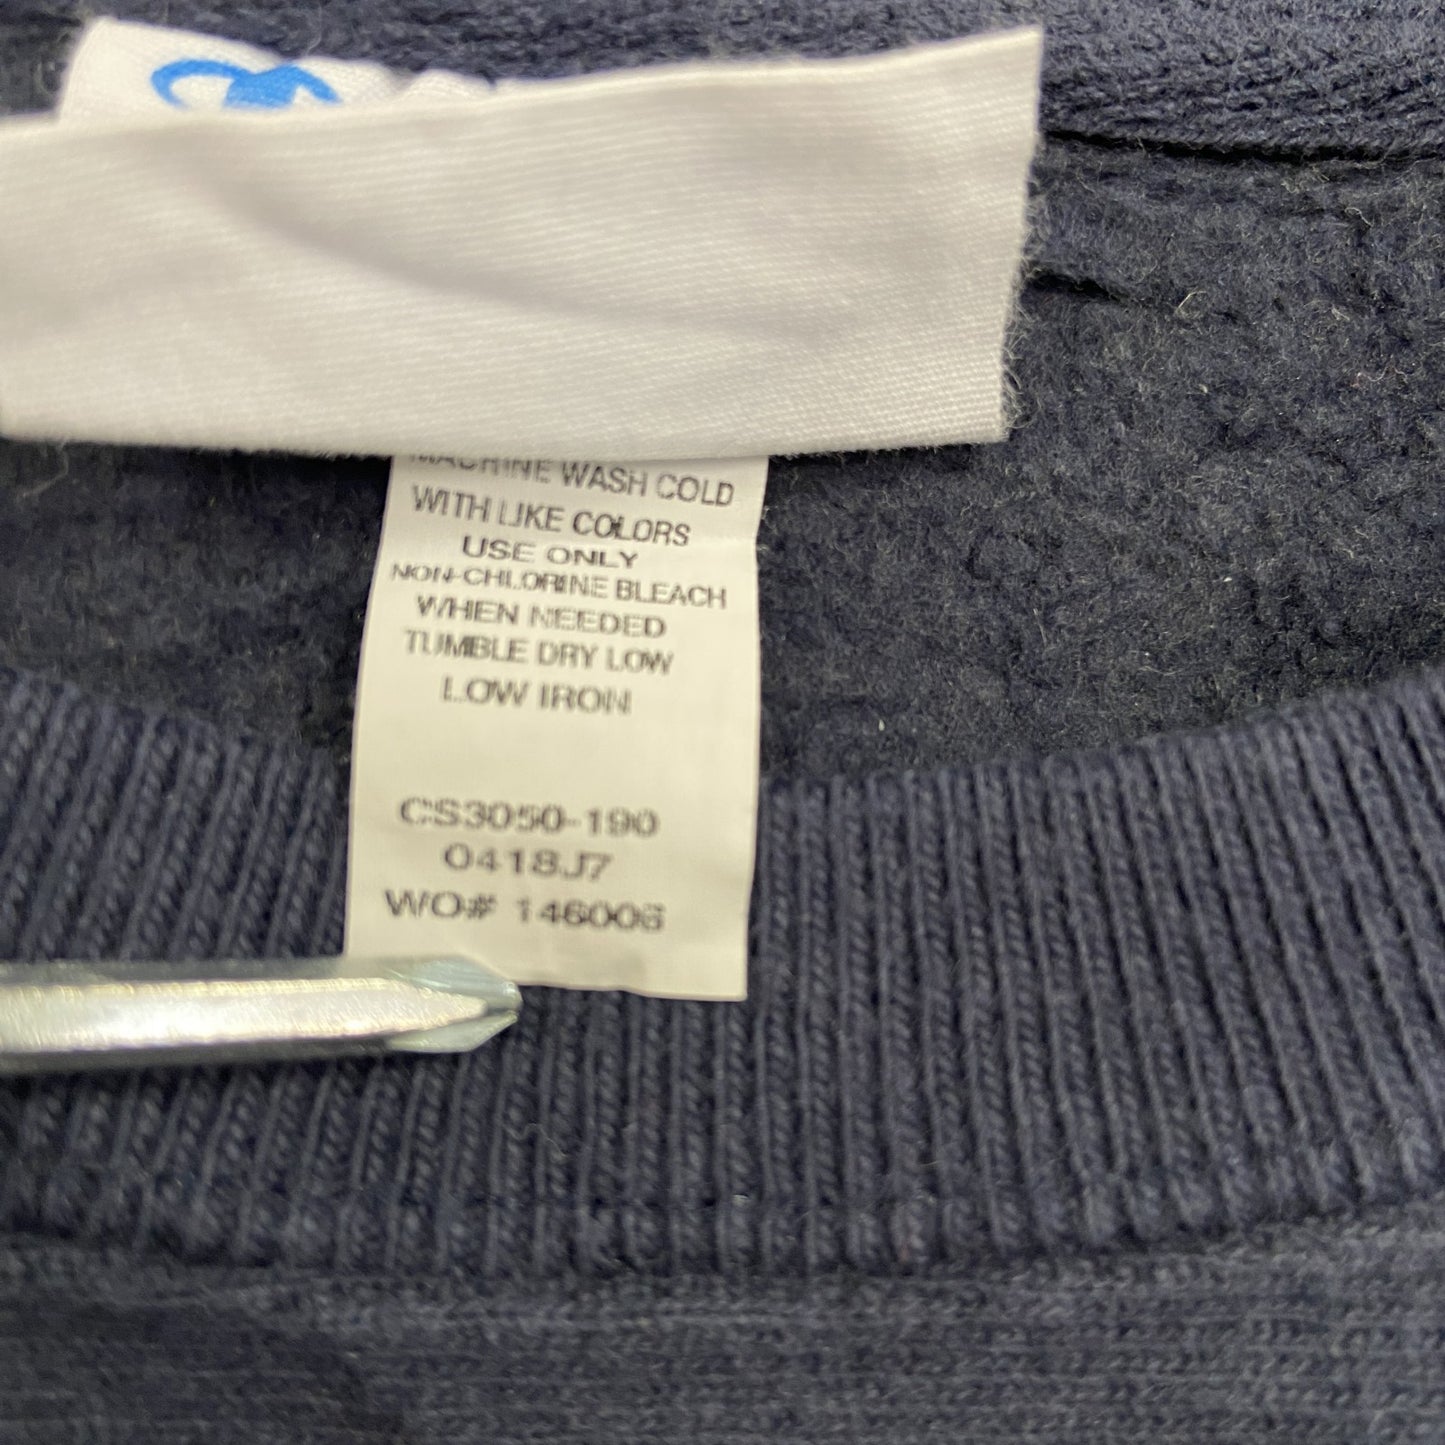 MACHINE WASH COLD
WITH LIKE COLORS
USE ONLY
NON-CHLORINE BLEACH
WHEN NEEDED
TUMBLE DRY LOW
LOW IRON
CS3050-190
0418J7
WO# 146006